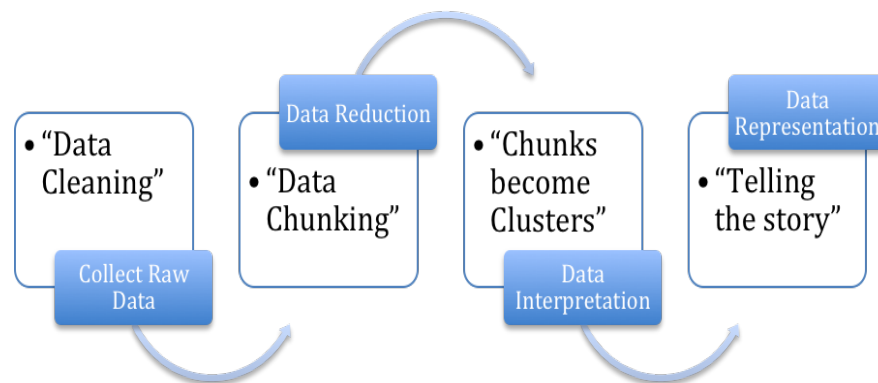 • “Data
Cleaning”
Collect Raw
Data
Data Reduction
• “Data
Chunking”
• “Chunks
become
Clusters”
Data
Interpretation
Data
Representation
• “Telling
the story”